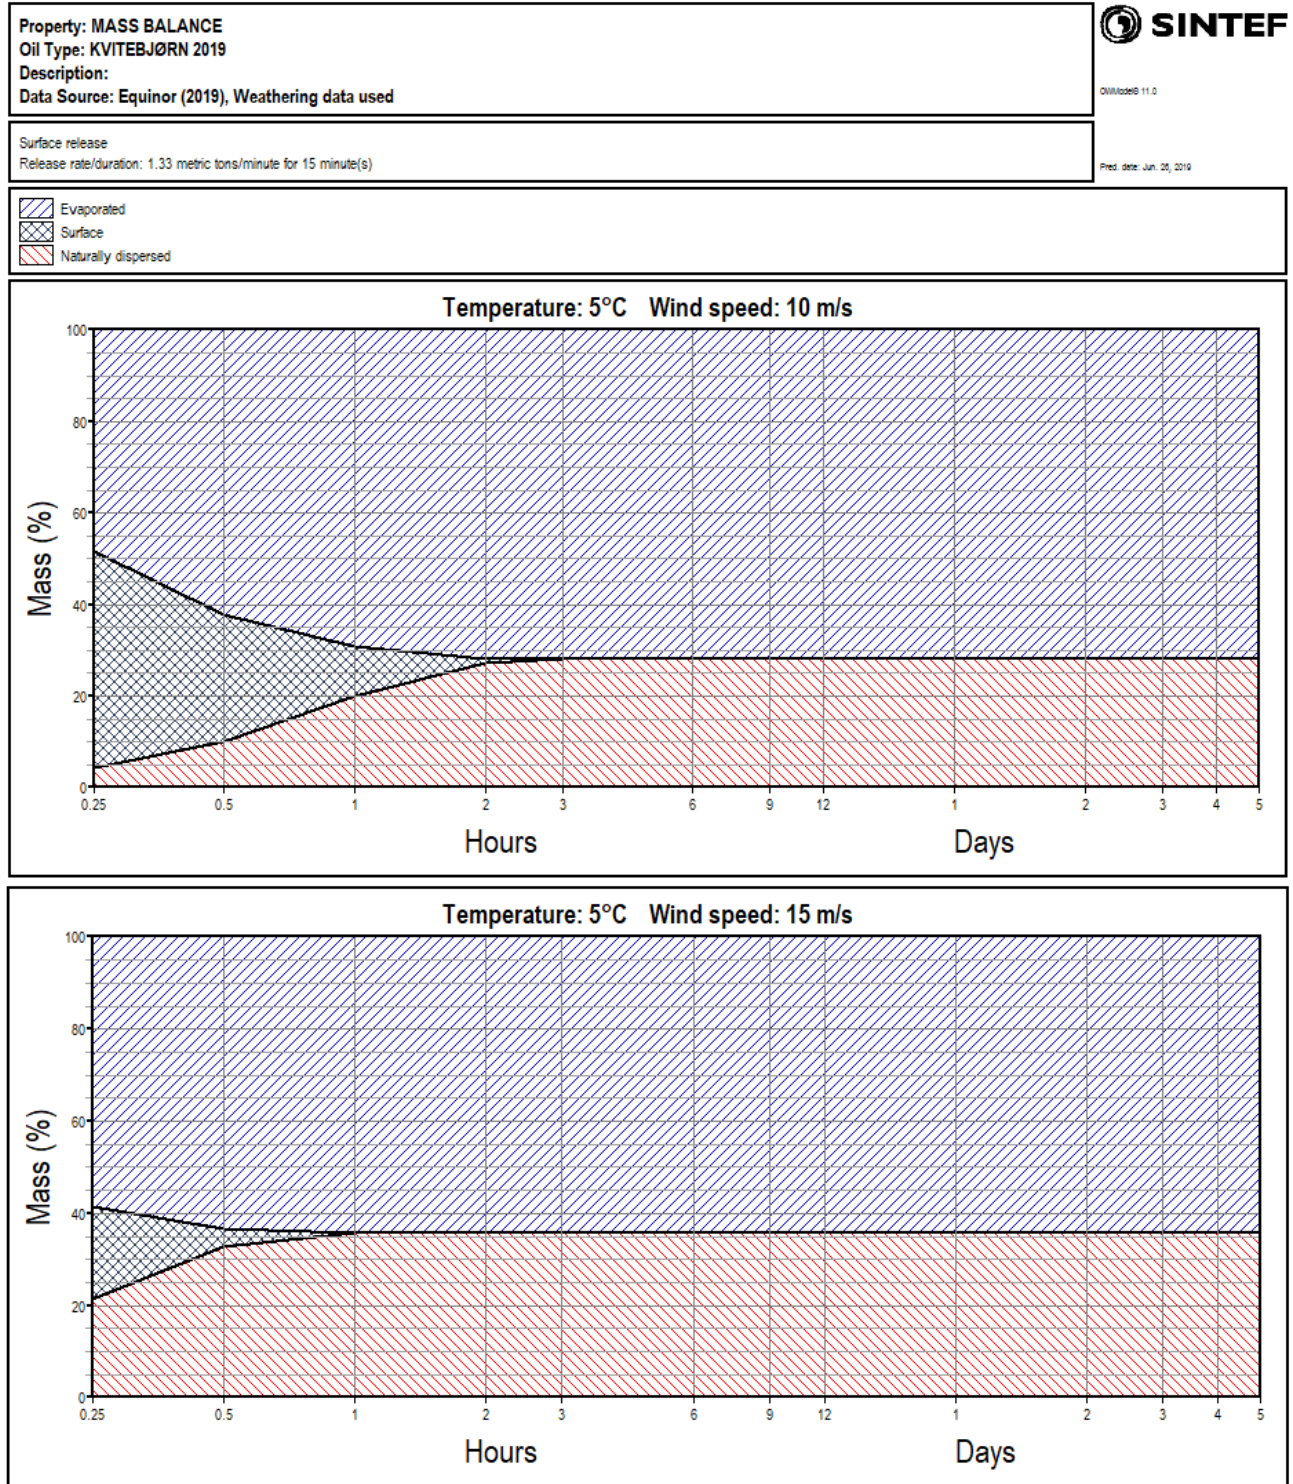 Property: MASS BALANCE
Oil Type: KVITEBJØRN 2019
Description:
Data Source: Equinor (2019), Weathering data used
SINTEF
OWModel® 11.0
Surface release
Release rate/duration: 1.33 metric tons/minute for 15 minute(s)
Pred. date: Jun. 26, 2019
Evaporated
Surface
Naturally dispersed
Temperature: 5°C Wind speed: 10 m/s
Mass (%)
100
80
60
40
20
0
0.25 0.5 1 2 3 6 9 12 1 2 3 4 5
Hours Days
Temperature: 5°C Wind speed: 15 m/s
Mass (%)
100
80
60
40
20
0
0.25 0.5 1 2 3 6 9 12 1 2 3 4 5
Hours Days